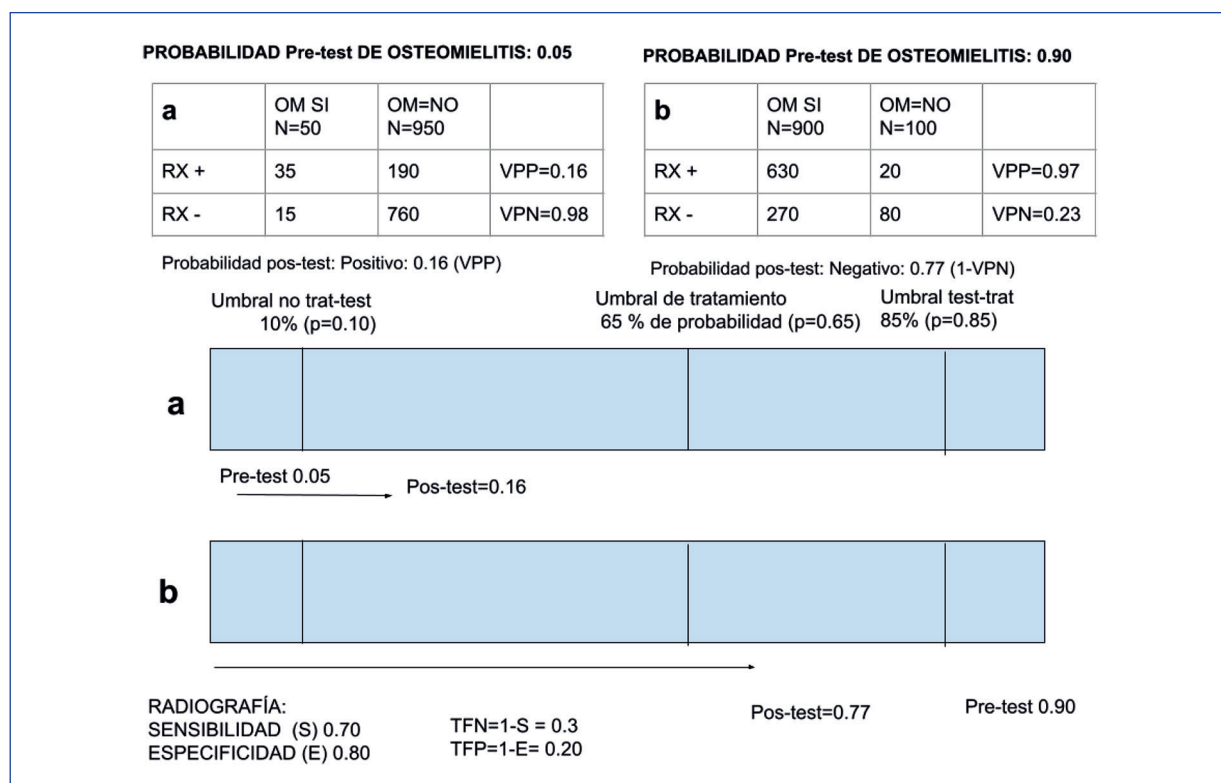 PROBABILIDAD Pre-test DE OSTEOMIELITIS: 0.05
a
OM SI
N=50
OM=NO
N=950
RX +
35
190
VPP=0.16
RX -
15
760
VPN=0.98
Probabilidad pos-test: Positivo: 0.16 (VPP)
PROBABILIDAD Pre-test DE OSTEOMIELITIS: 0.90
b
OM SI
N=900
OM=NO
N=100
RX +
630
20
VPP=0.97
RX -
270
80
VPN=0.23
Probabilidad pos-test: Negativo: 0.77 (1-VPN)
Umbral no trat-test
10% (p=0.10)
Umbral de tratamiento
65 % de probabilidad (p=0.65)
Umbral test-trat
85% (p=0.85)
a
Pre-test 0.05
Pos-test=0.16
b
Pos-test=0.77
Pre-test 0.90
RADIOGRAFÍA:
SENSIBILIDAD (S) 0.70
ESPECIFICIDAD (E) 0.80
TFN=1-S = 0.3
TFP=1-E= 0.20